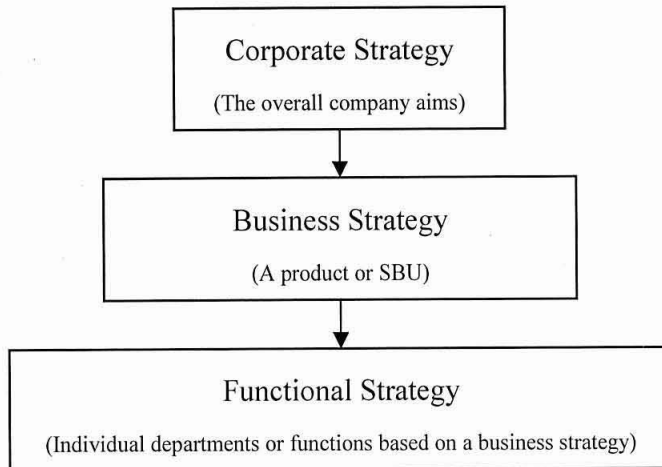 Corporate Strategy
(The overall company aims)
Business Strategy
(A product or SBU)
Functional Strategy
(Individual departments or functions based on a business strategy)